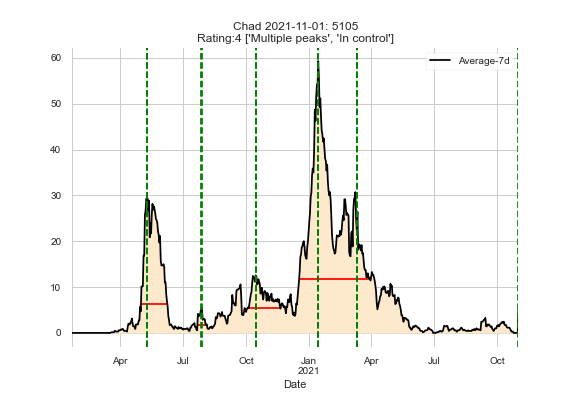 Chad 2021-11-01: 5105
Rating:4 ['Multiple peaks', 'In control']
Average-7d
60
50
40
30
20
10
0
Apr Jul Oct Jan Apr Jul Oct
2021
Date